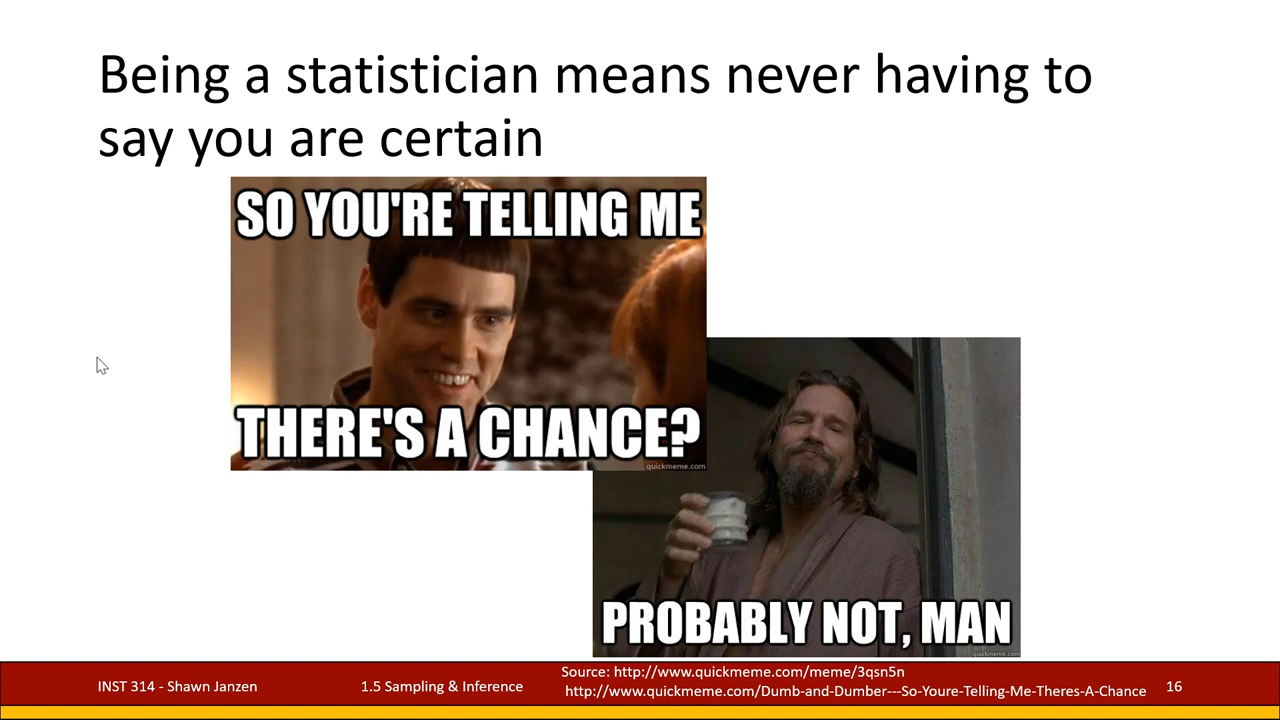 Being a statistician means never having to
say you are certain
SO YOU'RE TELLING ME
THERE'S A CHANCE?
quickmeme.com
PROBABLY NOT, MAN
quickmeme.com
INST 314 - Shawn Janzen
1.5 Sampling & Inference
Source: http://www.quickmeme.com/meme/3qsn5n
http://www.quickmeme.com/Dumb-and-Dumber---So-Youre-Telling-Me-Theres-A-Chance
16